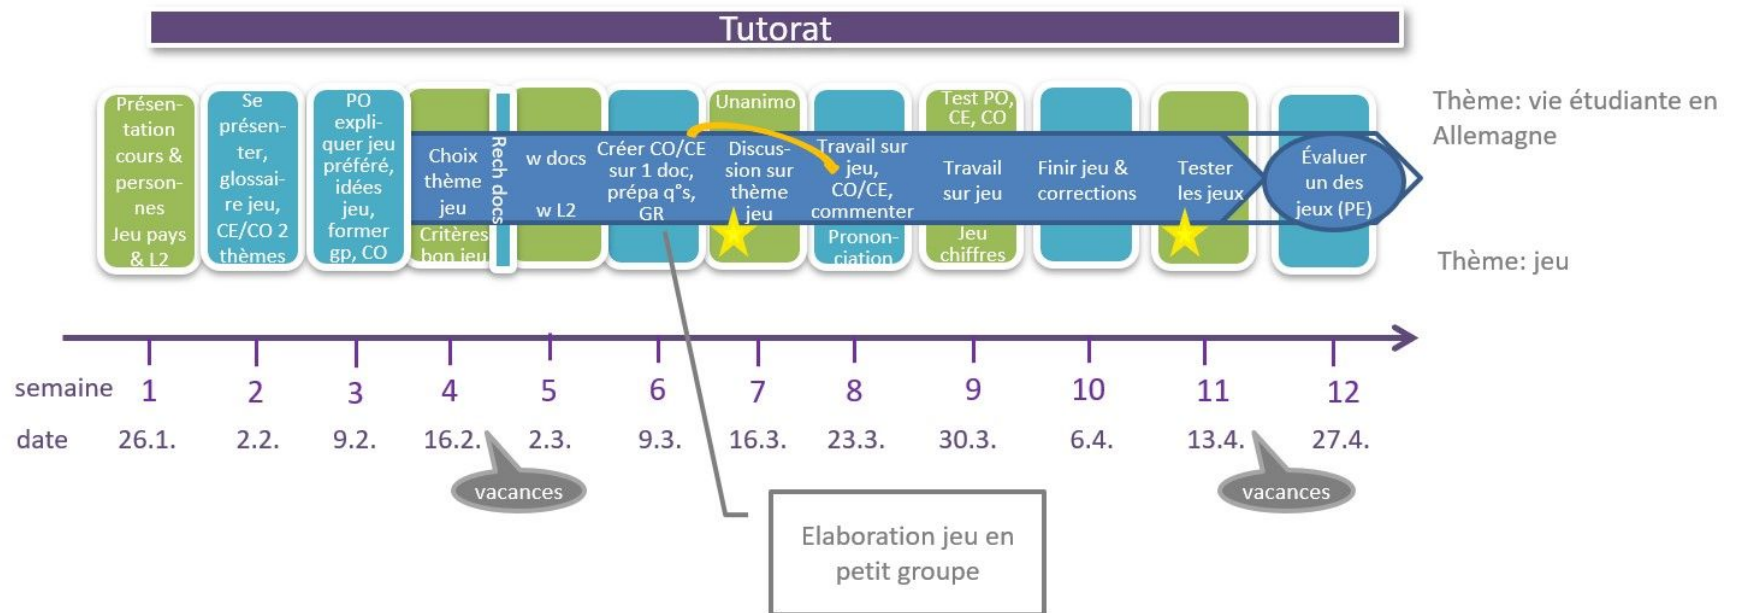 Tutorat
Présen-
tation
cours &
person-
nes
Jeu pays
& L2
Se
présen-
ter,
glossai-
re jeu,
CE/CO 2
thèmes
PO
expli-
quer jeu
préféré,
idées
jeu,
former
gp, CO
Choix
thème
jeu
Critères
bon jeu
Rech docs
w docs
w L2
Créer CO/CE
sur 1 doc,
prépa q°s,
GR
Unanimo
Discus-
sion sur
thème
jeu
Travail sur
jeu,
CO/CE,
commenter
Pronon-
ciation
Test PO,
CE, CO
Travail
sur jeu
Jeu
chiffres
Finir jeu &
corrections
Tester
les jeux
Évaluer
un des
jeux (PE)
Thème: vie étudiante en
Allemagne
Thème: jeu
semaine 1 2 3 4 5 6 7 8 9 10 11 12
date 26.1. 2.2. 9.2. 16.2. 2.3. 9.3. 16.3. 23.3. 30.3. 6.4. 13.4. 27.4.
vacances
vacances
Elaboration jeu en
petit groupe